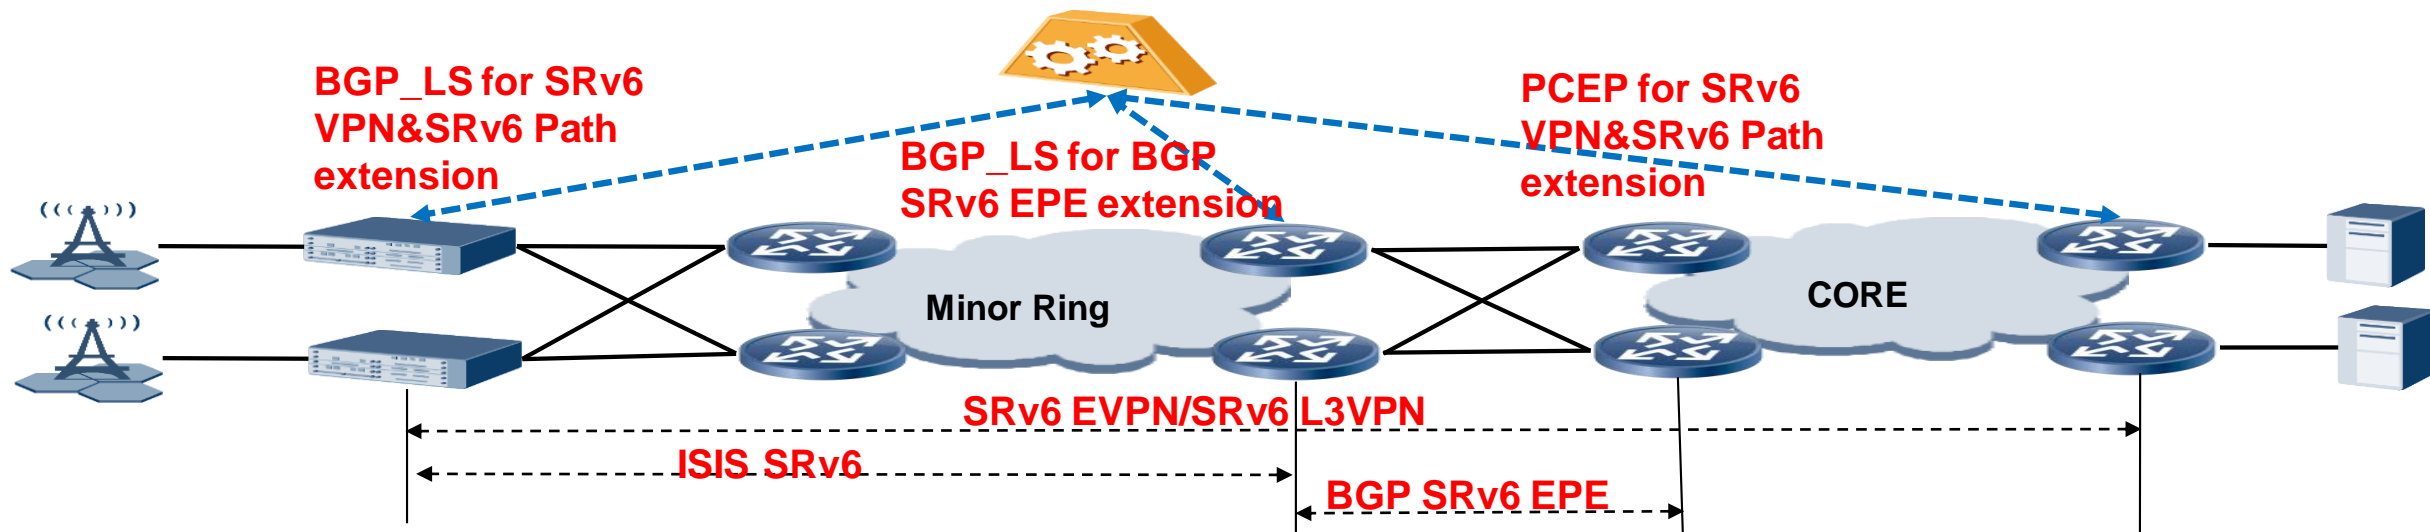 BGP_LS for SRv6
VPN&SRv6 Path
extension
BGP_LS for BGP
SRv6 EPE extension
PCEP for SRv6
VPN&SRv6 Path
extension
Minor Ring
CORE
SRv6 EVPN/SRv6 L3VPN
ISIS SRv6
BGP SRv6 EPE